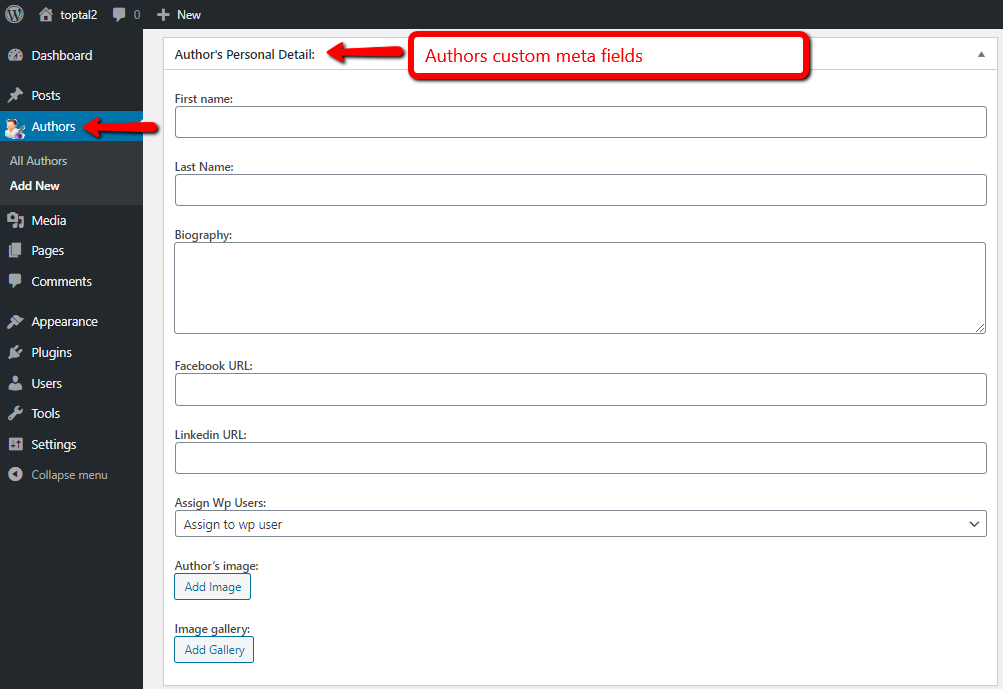 toptal2 0 New
Dashboard
Posts
Authors
All Authors
Add New
Media
Pages
Comments
Appearance
Plugins
Users
Tools
Settings
Collapse menu
Author's Personal Detail:
Authors custom meta fields
First name:
Last Name:
Biography:
Facebook URL:
Linkedin URL:
Assign Wp Users:
Assign to wp user
Author's image:
Add Image
Image gallery:
Add Gallery